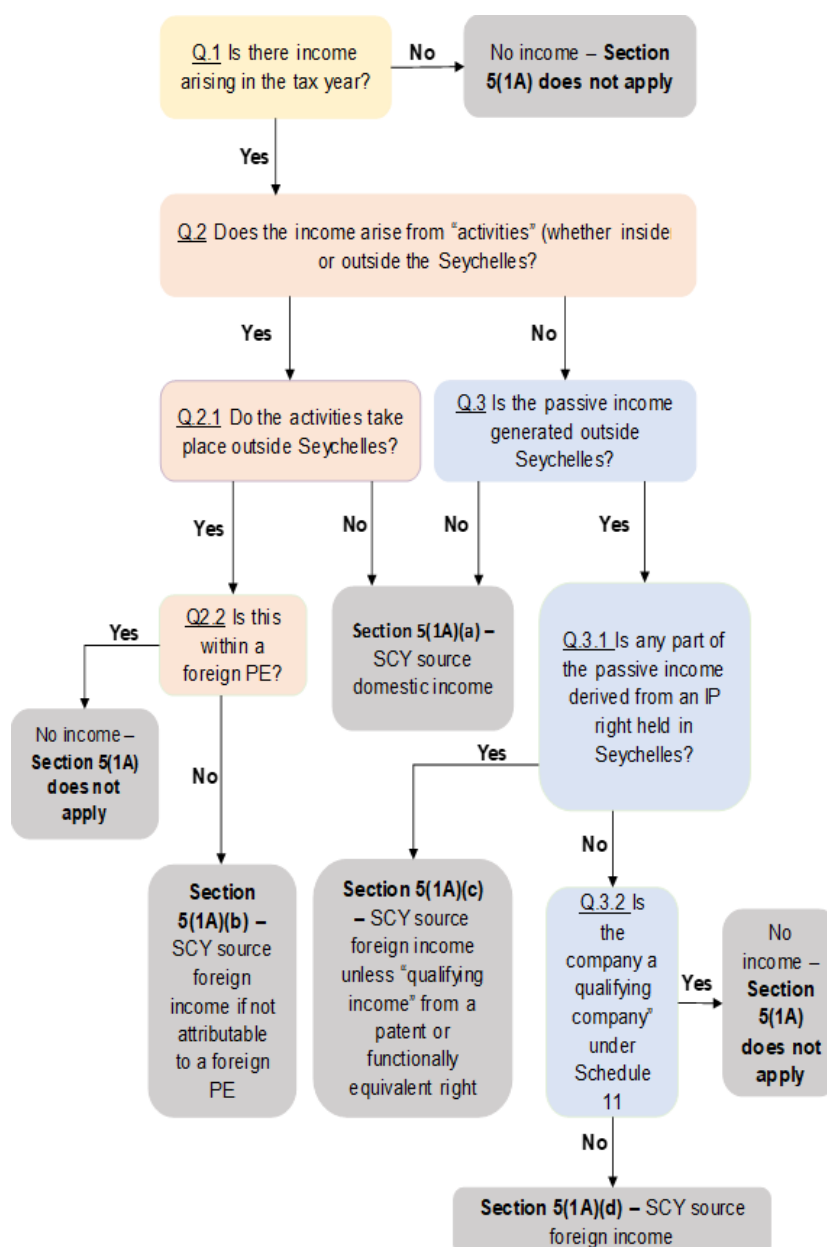 Q.1 Is there income
arising in the tax year?
No
No income – Section
5(1A) does not apply
Yes
Q.2 Does the income arise from “activities” (whether inside
or outside the Seychelles?
Yes
No
Q.2.1 Do the activities take
place outside Seychelles?
Q.3 Is the passive income
generated outside
Seychelles?
Yes
No
No
Yes
Q2.2 Is this
within a
foreign PE?
Yes
Section 5(1A)(a) –
SCY source
domestic income
Q.3.1 Is any part of
the passive income
derived from an IP
right held in
Seychelles?
No income –
Section 5(1A)
does not
apply
No
Yes
No
Section
5(1A)(b) –
SCY source
foreign
income if not
attributable
to a foreign
PE
Section 5(1A)(c)
– SCY source
foreign income
unless “qualifying
income” from a
patent or
functionally
equivalent right
Q.3.2 Is
the
company a
qualifying
company”
under
Schedule
11
Yes
No
income –
Section
5(1A)
does not
apply
No
Section 5(1A)(d) – SCY source
foreign income